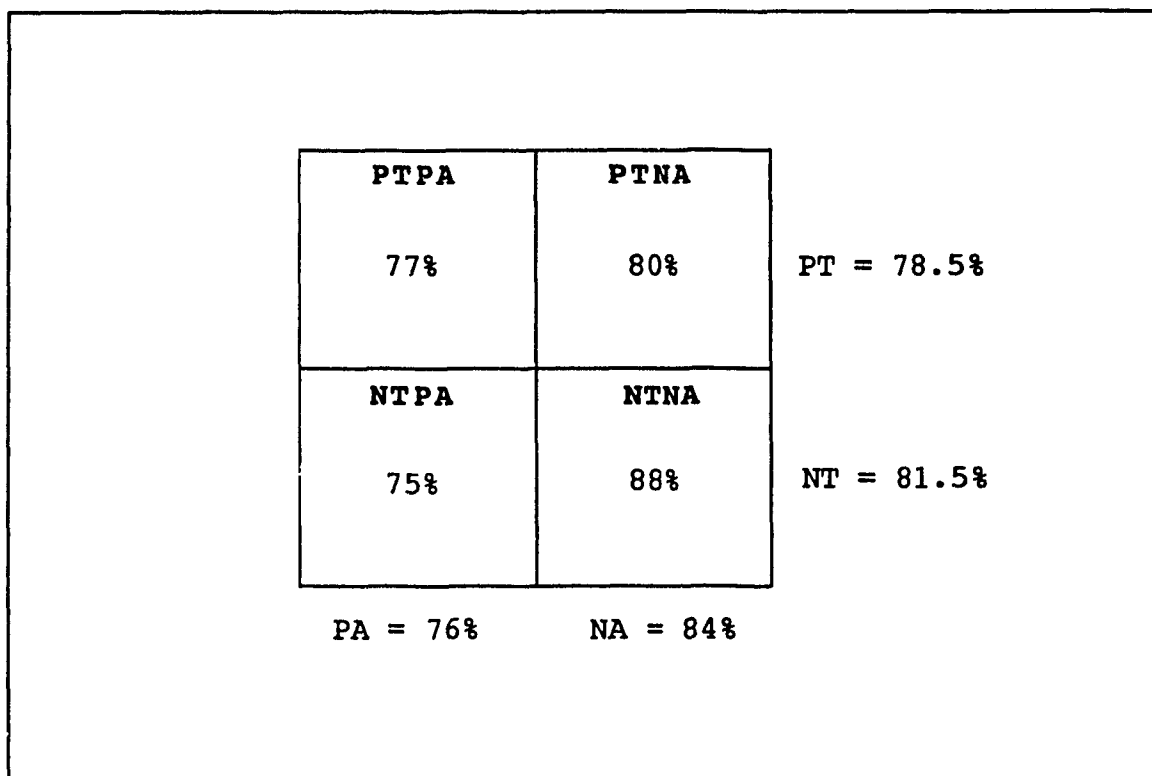 PTPA PTNA
77% 80% PT = 78.5%
NTPA NTNA
75% 88% NT = 81.5%
PA = 76% NA = 84%